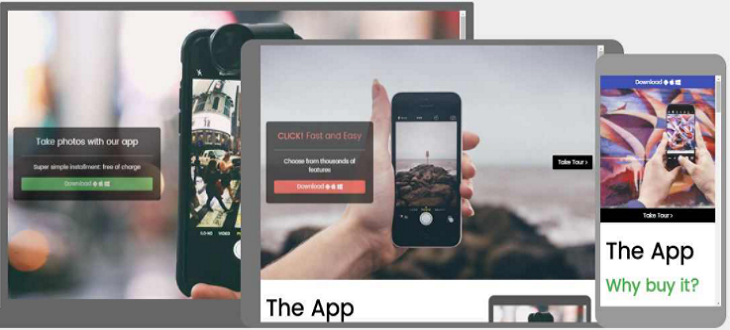 Take photos with our app
Super simple installment: free of charge
Download
CLICK! Fast and Easy
Choose from thousands of
features
Download
Take Tour >
The App
Download
Take Tour >
The App
Why buy it?